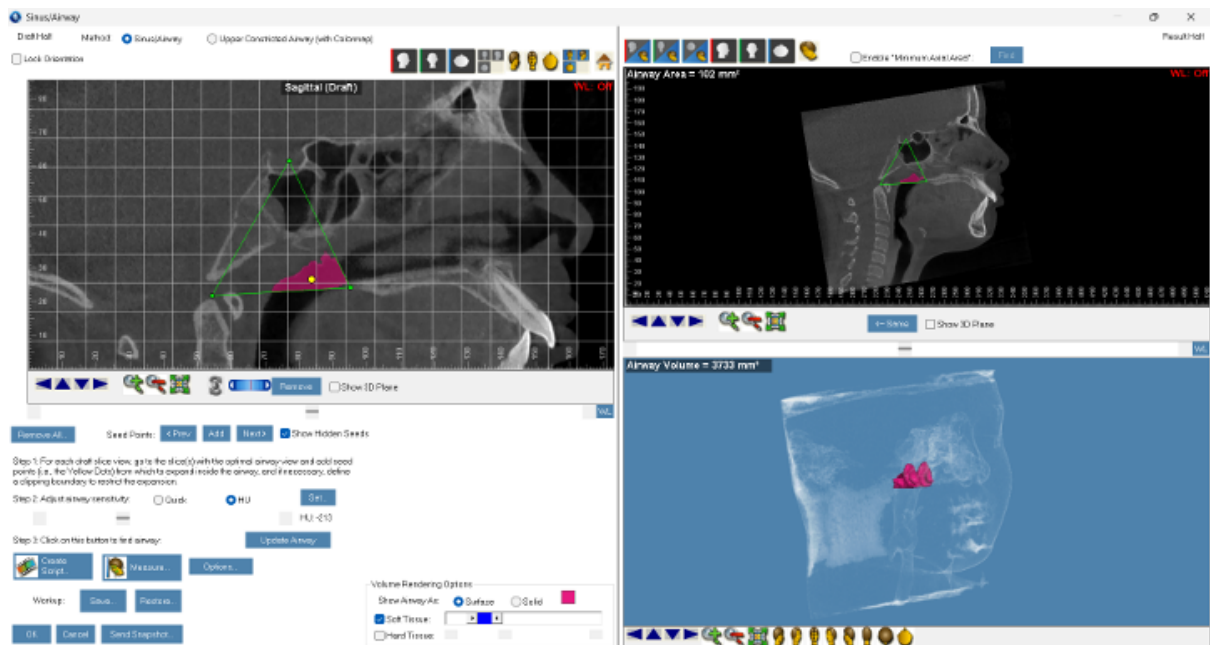 Sinus/Airway
Draft Half Method: Sinus/Airway Upper Constricted Airway (with Colormap)
Lock Orientation
Sagittal (Draft)
WL: Off
Remove
Show 3D Plane
WL
Remove All...
Seed Points: < Prev Add Next > Show Hidden Seeds
Step 1: For each draft slice view, go to the slice(s) with the optimal airway view and add seed
points (i.e., the Yellow Dots) from which to expand inside the airway, and if necessary, define
a clipping boundary to restrict the expansion.
Step 2: Adjust airway sensitivity: Quick HU Set...
HU: -213
Step 3: Click on this button to find airway: Update Airway
Create
Script...
Measure...
Options...
Workup: Save... Restore...
OK Cancel Send Snapshot...
Volume Rendering Options
Show Airway As: Surface Solid
Soft Tissue:
Hard Tissue:
Result Half
Enable "Minimum Axial Area" Find
Airway Area = 102 mm²
WL: Off
<-- Same
Show 3D Plane
WL
Airway Volume = 3733 mm³